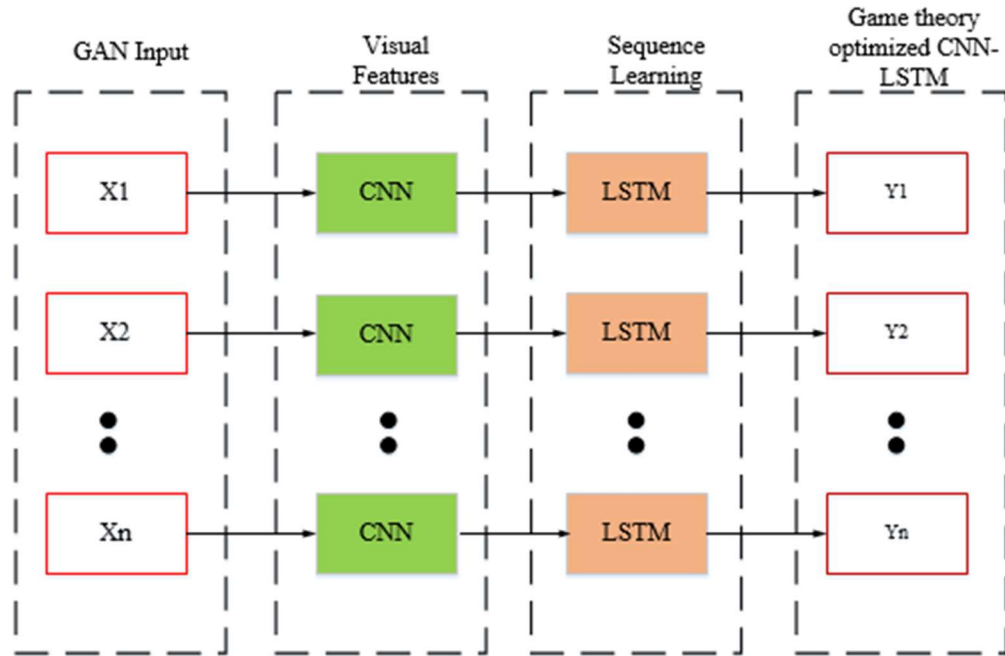 GAN Input
Visual
Features
Sequence
Learning
Game theory
optimized CNN-
LSTM
X1
CNN
LSTM
Y1
X2
CNN
LSTM
Y2
Xn
CNN
LSTM
Yn